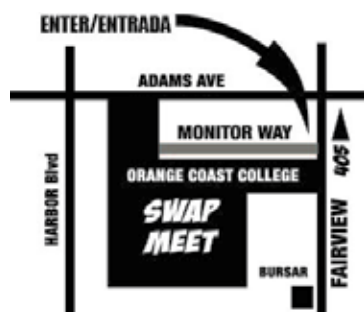 ENTER/ENTRADA
ADAMS AVE
MONITOR WAY
ORANGE COAST COLLEGE
SWAP
MEET
HARBOR Blvd
BURSAR
FAIRVIEW
405